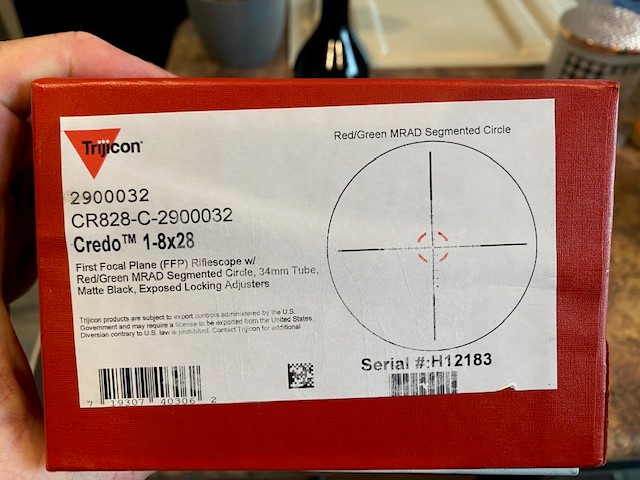 Red/Green MRAD Segmented Circle
Trijicon®
2900032
CR828-C-2900032
Credo™ 1-8x28
First Focal Plane (FFP) Riflescope w/
Red/Green MRAD Segmented Circle, 34mm Tube,
Matte Black, Exposed Locking Adjusters
Trijicon products are subject to export controls administered by the U.S.
Government and may require a license to be exported from the United States.
Diversion contrary to U.S. law is prohibited. Contact Trijicon for additional
Serial #:H12183
7 19307 40306 2